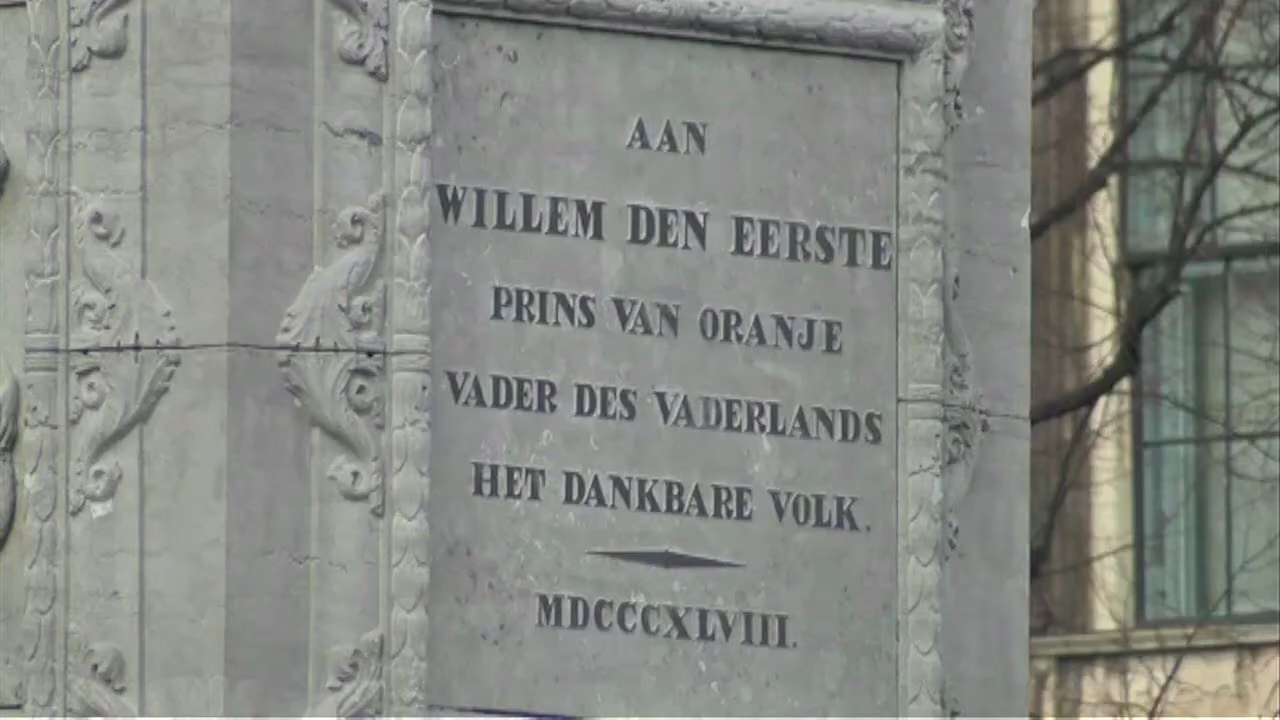 AAN
WILLEM DEN EERSTE
PRINS VAN ORANJE
VADER DES VADERLANDS
HET DANKBARE VOLK.
MDCCCXLVIII.